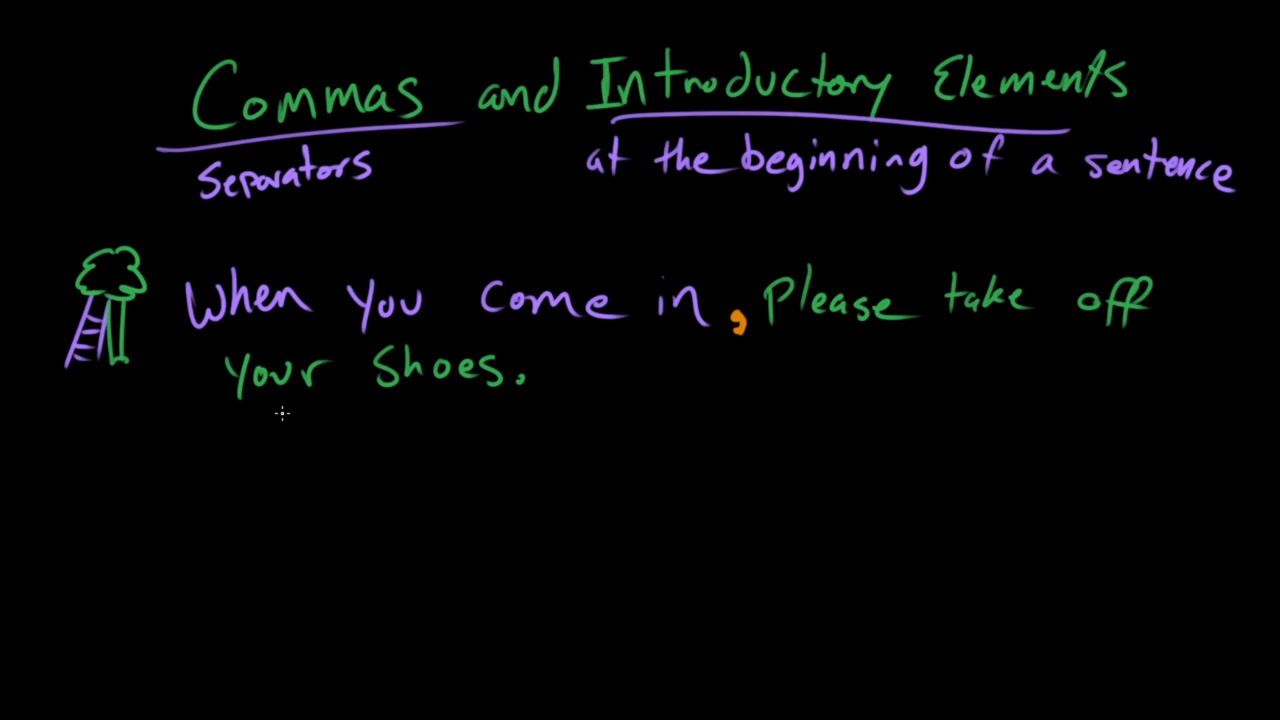 Commas and Introductory Elements
Separators at the beginning of a sentence
When you come in, Please take off
your shoes.